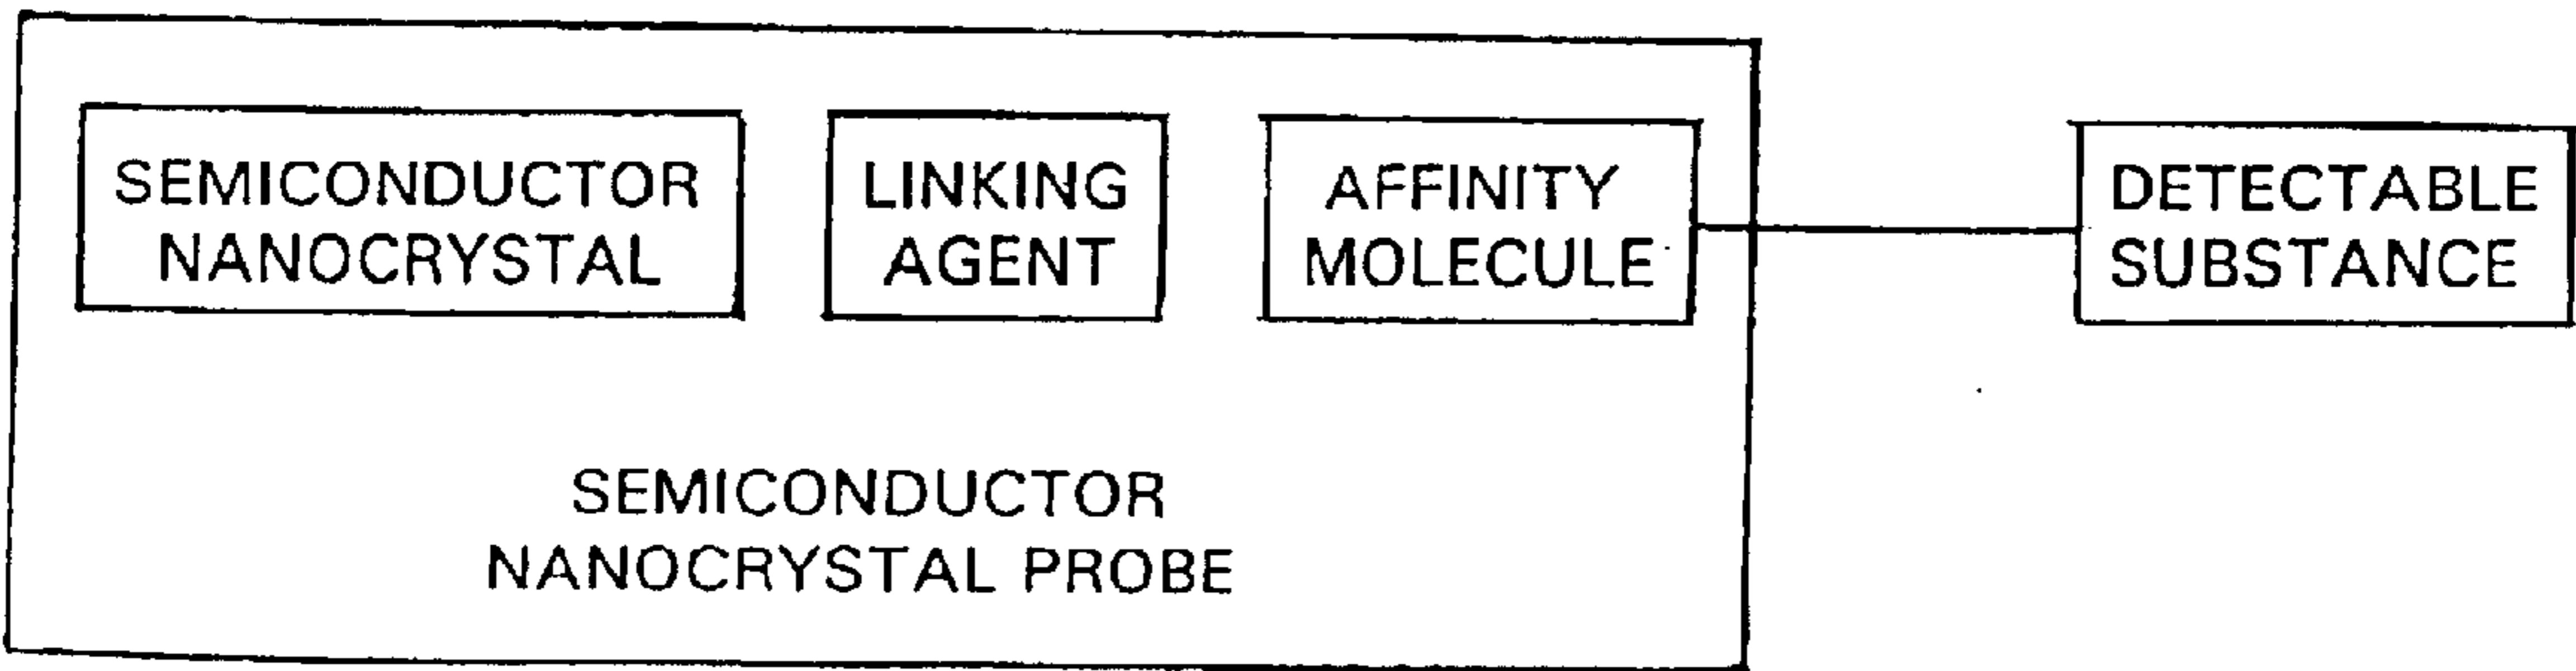 SEMICONDUCTOR
NANOCRYSTAL
LINKING
AGENT
AFFINITY
MOLECULE
DETECTABLE
SUBSTANCE
SEMICONDUCTOR
NANOCRYSTAL PROBE